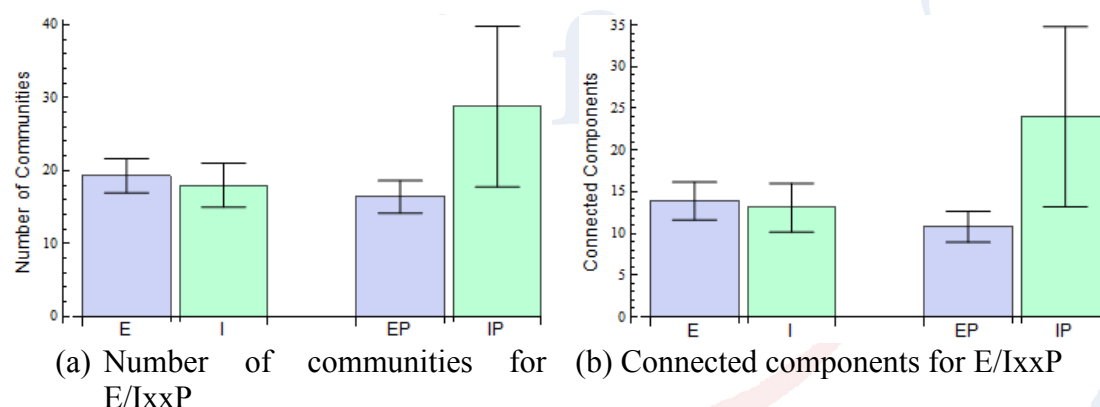 40
30
20
10
0
Number of Communities
E I EP IP
35
30
25
20
15
10
5
0
Connected Components
E I EP IP
(a) Number of communities for
E/IxxP
(b) Connected components for E/IxxP